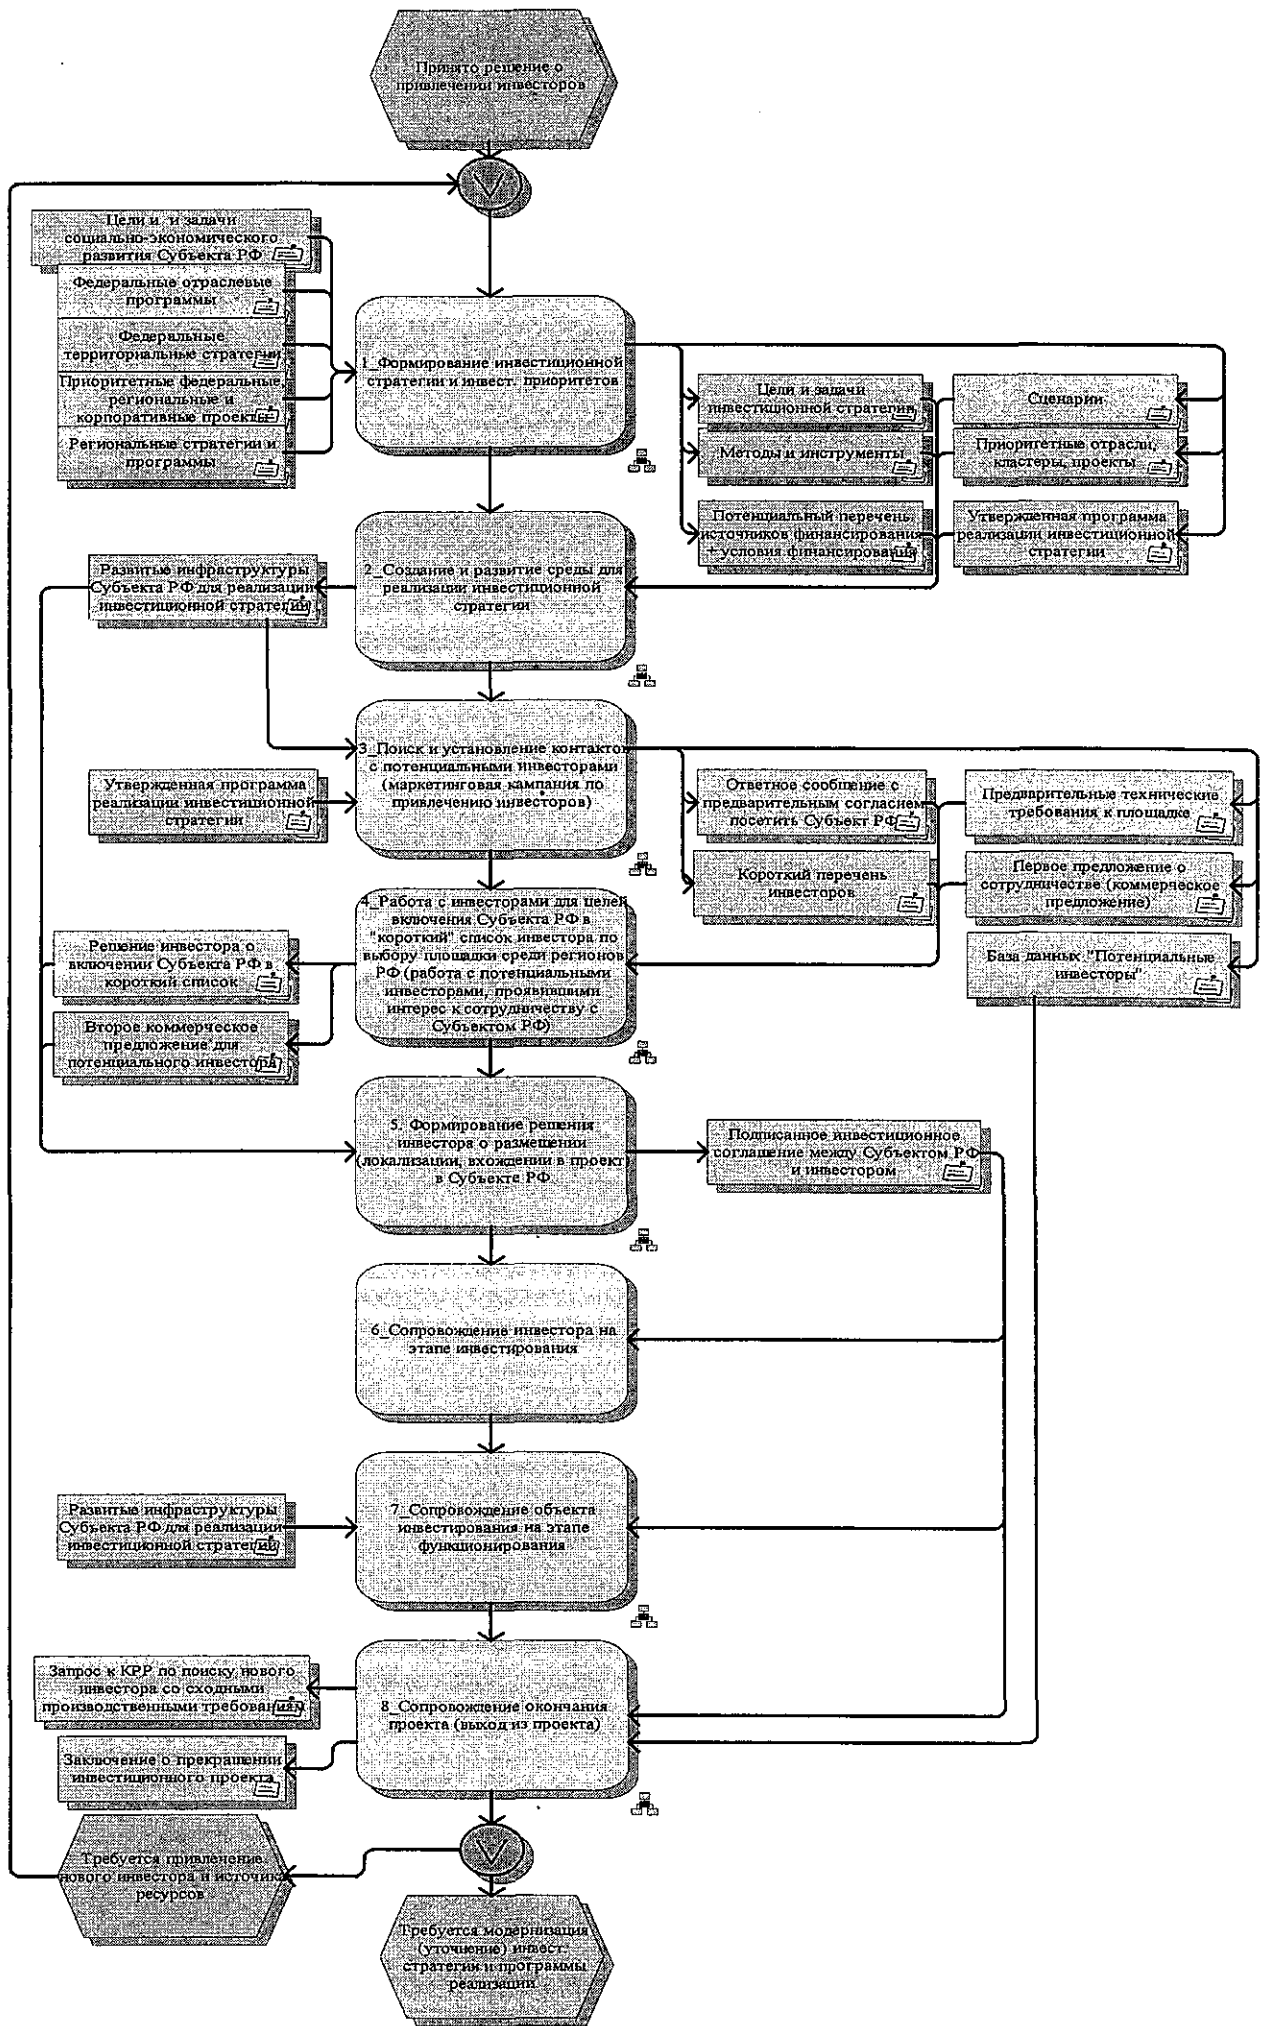 Принято решение о
привлечении инвесторов
Цели и и задачи
социально-экономического
развития Субъекта РФ
Федеральные отраслевые
программы
Федеральные
территориальные стратегии
Приоритетные федеральные,
региональные и
корпоративные проекты
Региональные стратегии и
программы
1_Формирование инвестиционной
стратегии и инвест. приоритетов
Цели и задачи
инвестиционной стратегии
Сценарии
Методы и инструменты
Приоритетные отрасли,
кластеры, проекты
Потенциальный перечень
источников финансирования
+ условия финансирования
Утвержденная программа
реализации инвестиционной
стратегии
Развитые инфраструктуры
Субъекта РФ для реализации
инвестиционной стратегии
2_Создание и развитие среды для
реализации инвестиционной
стратегии
3_Поиск и установление контактов
с потенциальными инвесторами
(маркетинговая кампания по
привлечению инвесторов)
Утвержденная программа
реализации инвестиционной
стратегии
Ответное сообщение с
предварительным согласием
посетить Субъект РФ
Предварительные технические
требования к площадке
Короткий перечень
инвесторов
Первое предложение о
сотрудничестве (коммерческое
предложение)
База данных "Потенциальные
инвесторы"
4_Работа с инвесторами для целей
включения Субъекта РФ в
"короткий" список инвестора по
выбору площадки среди регионов
РФ (работа с потенциальными
инвесторами, проявившими
интерес к сотрудничеству с
Субъектом РФ)
Решение инвестора о
включении Субъекта РФ в
короткий список
Второе коммерческое
предложение для
потенциального инвестора
5_Формирование решения
инвестора о размещении
(локализации, вхождении в проект)
в Субъекте РФ
Подписанное инвестиционное
соглашение между Субъектом РФ
и инвестором
6_Сопровождение инвестора на
этапе инвестирования
7_Сопровождение объекта
инвестирования на этапе
функционирования
Развитые инфраструктуры
Субъекта РФ для реализации
инвестиционной стратегии
8_Сопровождение окончания
проекта (выход из проекта)
Запрос к КРР по поиску нового
инвестора со сходными
производственными требованиям
Заключение о прекращении
инвестиционного проекта
Требуется привлечение
нового инвестора и источника
ресурсов
Требуется модернизация
(уточнение) инвест.
стратегии и программы
реализации